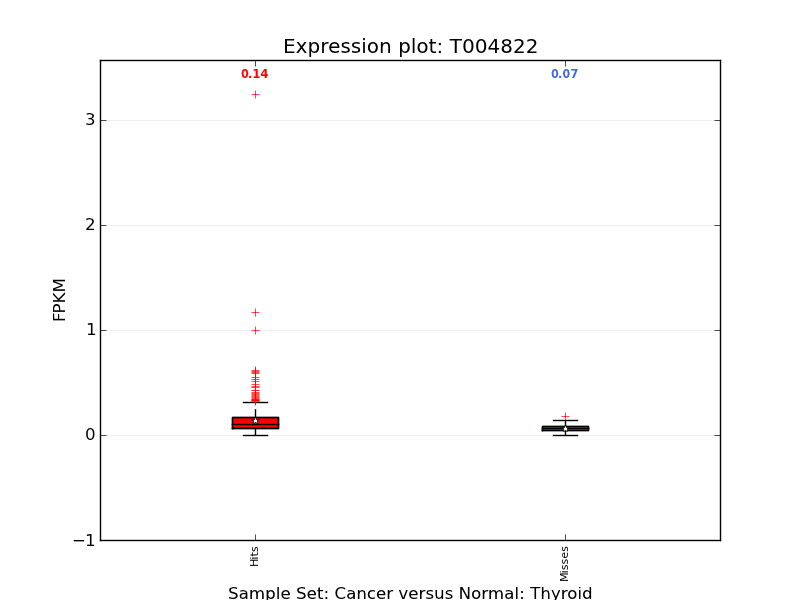 Expression plot: T004822
0.14
0.07
3
2
1
0
−1
FPKM
Hits
Misses
Sample Set: Cancer versus Normal: Thyroid